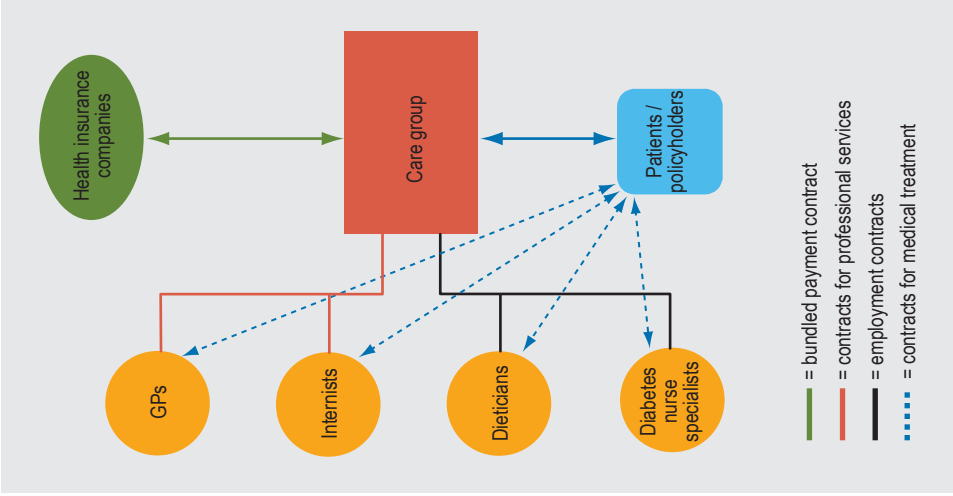 Health insurance
companies
Care group
Patients /
policyholders
GPs
Internists
Dieticians
Diabetes
nurse
specialists
= bundled payment contract
= contracts for professional services
= employment contracts
= contracts for medical treatment